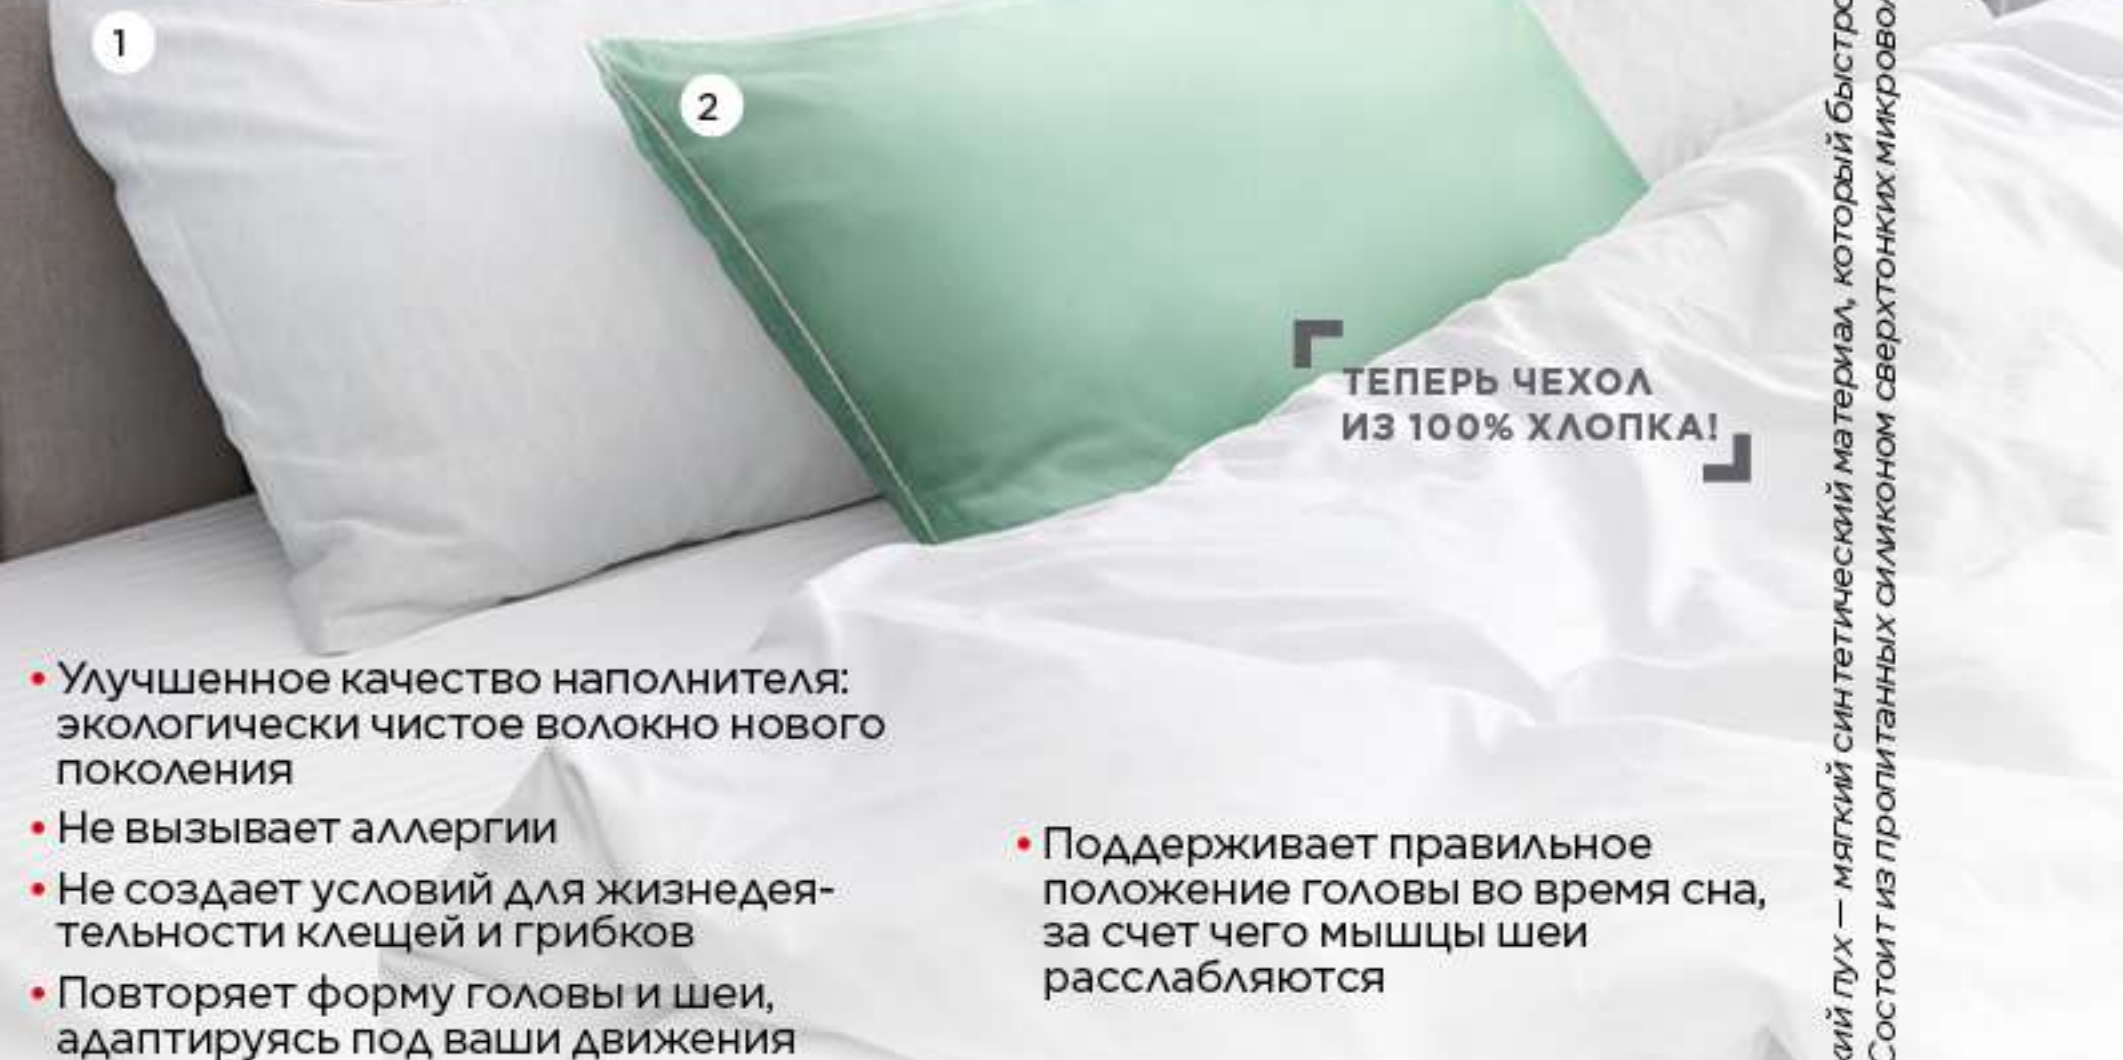 1
2
ТЕПЕРЬ ЧЕХОЛ
ИЗ 100% ХЛОПКА!
• Улучшенное качество наполнителя:
экологически чистое волокно нового
поколения
• Не вызывает аллергии
• Не создает условий для жизнедея-
тельности клещей и грибков
• Повторяет форму головы и шеи,
адаптируясь под ваши движения
• Поддерживает правильное
положение головы во время сна,
за счет чего мышцы шеи
расслабляются
пух — мягкий синтетический материал, который
Состоит из пропитанных силиконом сверхтонких